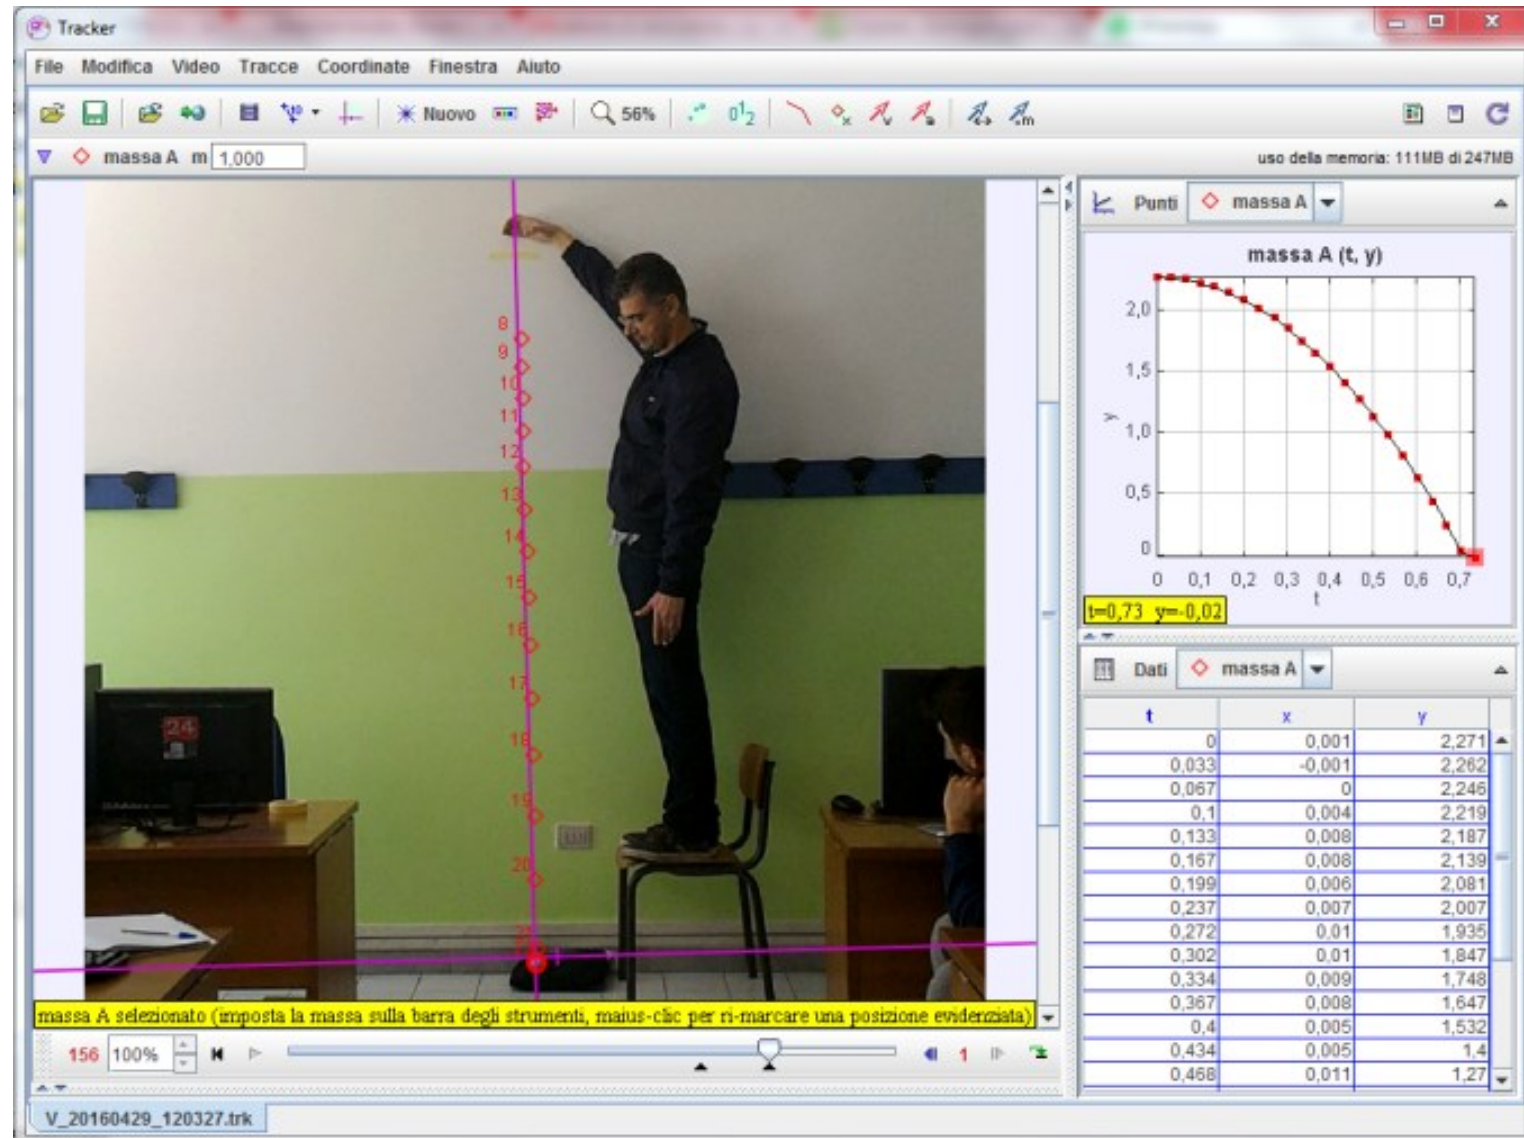 Tracker
File Modifica Video Tracce Coordinate Finestra Aiuto
Nuovo 56%
massa A m 1,000
uso della memoria: 111MB di 247MB
8
9
10
11
12
13
14
15
16
17
18
19
20
24
massa A selezionato (imposta la massa sulla barra degli strumenti, maius-clic per ri-marcare una posizione evidenziata)
156 100% 1
V_20160429_120327.trk
Punti massa A
massa A (t, y)
2,0
1,5
y
1,0
0,5
0
0 0,1 0,2 0,3 0,4 0,5 0,6 0,7
t
t=0,73 y=-0,02
Dati massa A
t x y
0 0,001 2,271
0,033 -0,001 2,262
0,067 0 2,246
0,1 0,004 2,219
0,133 0,008 2,187
0,167 0,008 2,139
0,199 0,006 2,081
0,237 0,007 2,007
0,272 0,01 1,935
0,302 0,01 1,847
0,334 0,009 1,748
0,367 0,008 1,647
0,4 0,005 1,532
0,434 0,005 1,4
0,468 0,011 1,27